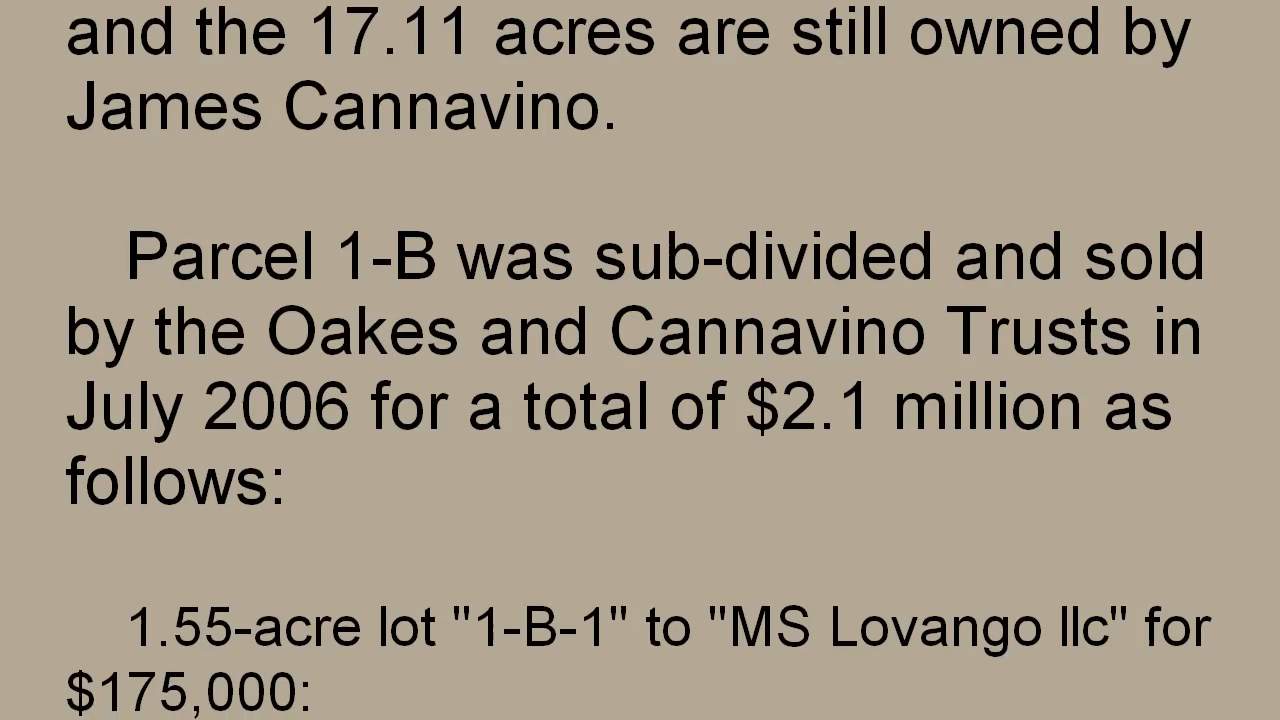 and the 17.11 acres are still owned by
James Cannavino.
Parcel 1-B was sub-divided and sold
by the Oakes and Cannavino Trusts in
July 2006 for a total of $2.1 million as
follows:
1.55-acre lot "1-B-1" to "MS Lovango llc" for
$175,000: